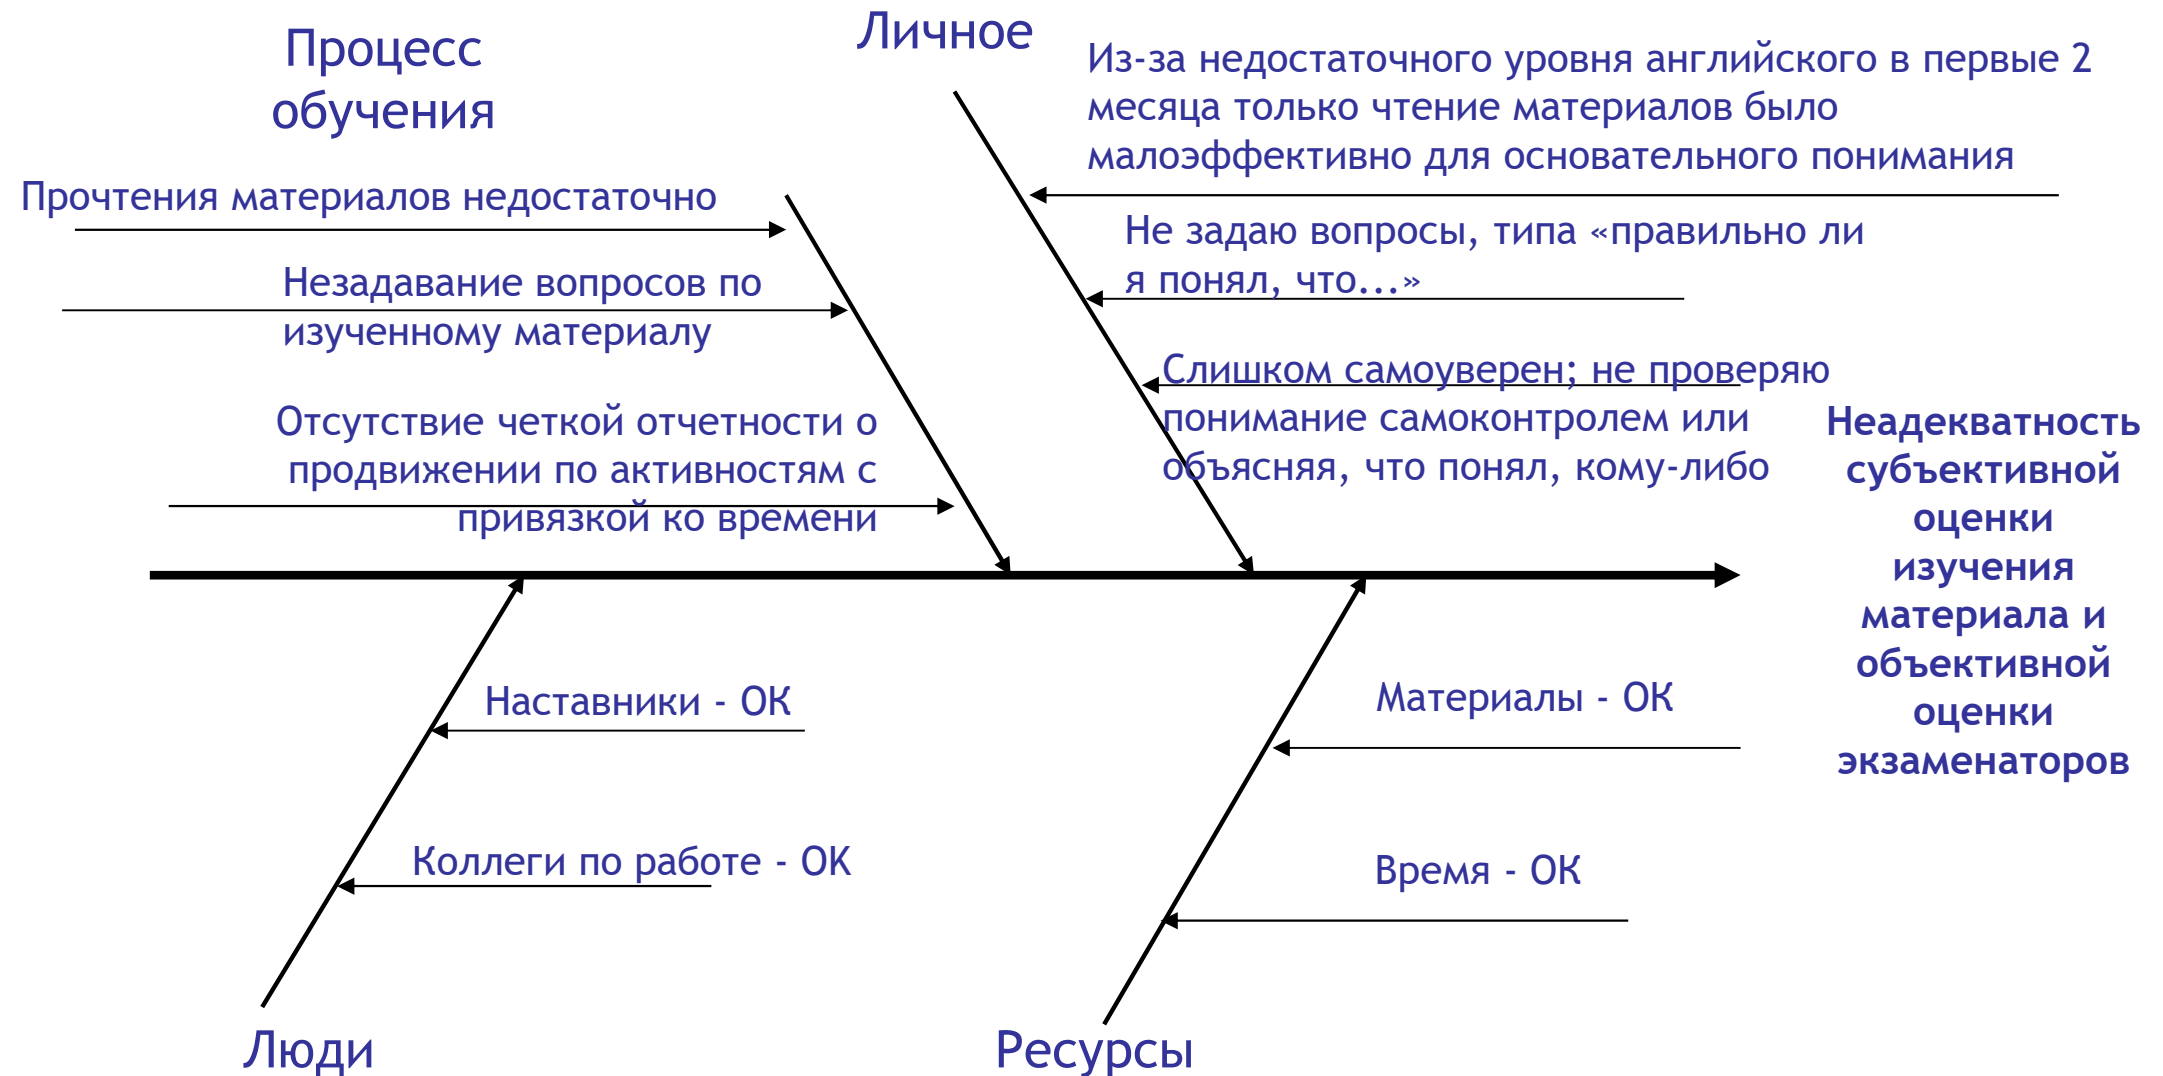 Процесс
обучения
Прочтения материалов недостаточно
Незадавание вопросов по
изученному материалу
Отсутствие четкой отчетности о
продвижении по активностям с
привязкой ко времени
Личное
Из-за недостаточного уровня английского в первые 2
месяца только чтение материалов было
малоэффективно для основательного понимания
Не задаю вопросы, типа «правильно ли
я понял, что...»
Слишком самоуверен; не проверяю
понимание самоконтролем или
объясняя, что понял, кому-либо
Неадекватность
субъективной
оценки
изучения
материала и
объективной
оценки
экзаменаторов
Наставники - ОК
Коллеги по работе - ОК
Люди
Материалы - ОК
Время - ОК
Ресурсы